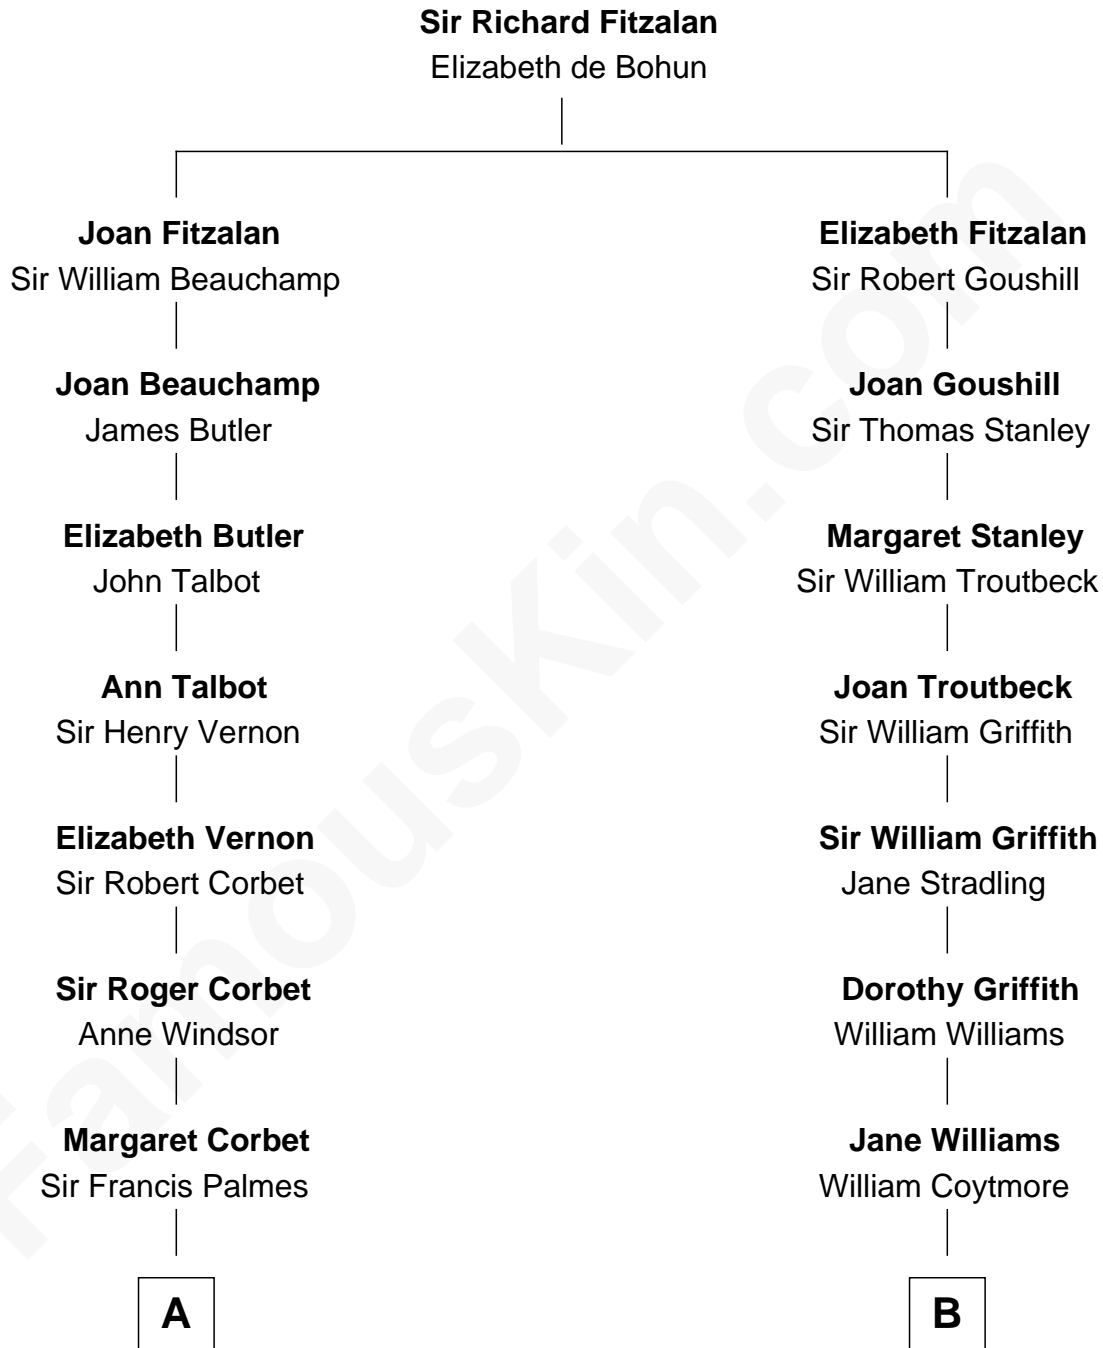 Sir Richard Fitzalan
Elizabeth de Bohun
Joan Fitzalan
Sir William Beauchamp
Elizabeth Fitzalan
Sir Robert Goushill
Joan Beauchamp
James Butler
Joan Goushill
Sir Thomas Stanley
Elizabeth Butler
John Talbot
Margaret Stanley
Sir William Troutbeck
Ann Talbot
Sir Henry Vernon
Joan Troutbeck
Sir William Griffith
Elizabeth Vernon
Sir Robert Corbet
Sir William Griffith
Jane Stradling
Sir Roger Corbet
Anne Windsor
Dorothy Griffith
William Williams
Margaret Corbet
Sir Francis Palmes
Jane Williams
William Coytmore
A
B
FamousKin.com